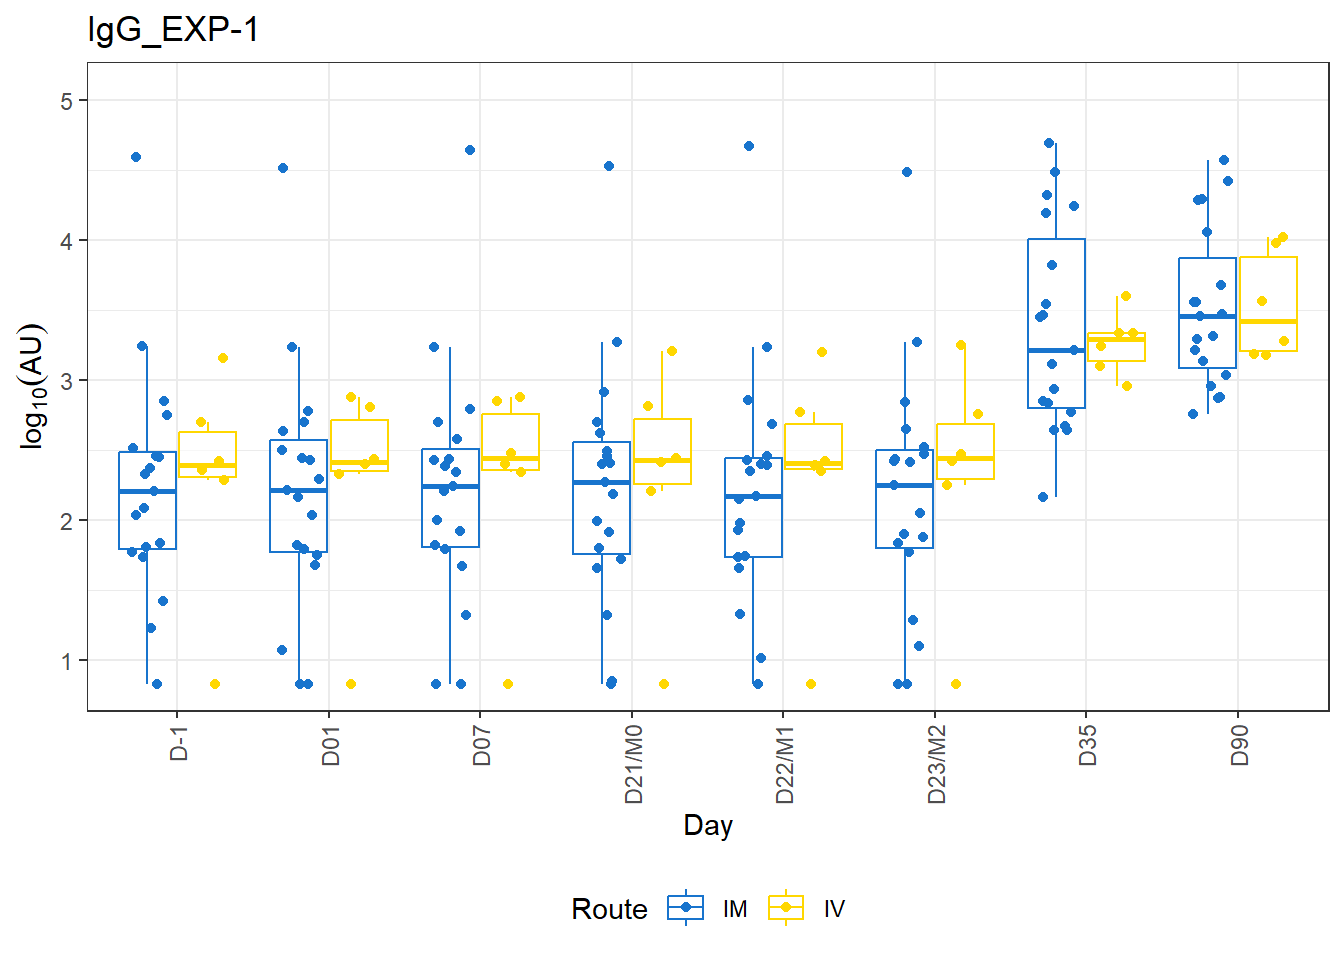 IgG_EXP-1
5
4
3
2
1
log10(AU)
D-1
D01
D07
D21/M0
D22/M1
D23/M2
D35
D90
Day
Route IM IV